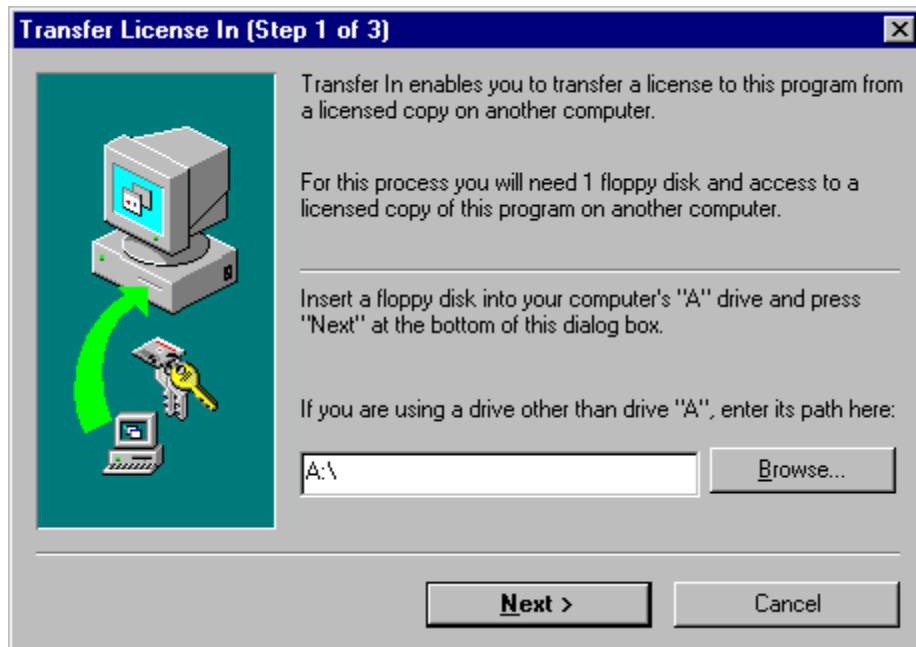 Transfer License In (Step 1 of 3)
Transfer In enables you to transfer a license to this program from
a licensed copy on another computer.
For this process you will need 1 floppy disk and access to a
licensed copy of this program on another computer.
Insert a floppy disk into your computer's "A" drive and press
"Next" at the bottom of this dialog box.
If you are using a drive other than drive "A", enter its path here:
A:\
Browse...
Next >
Cancel